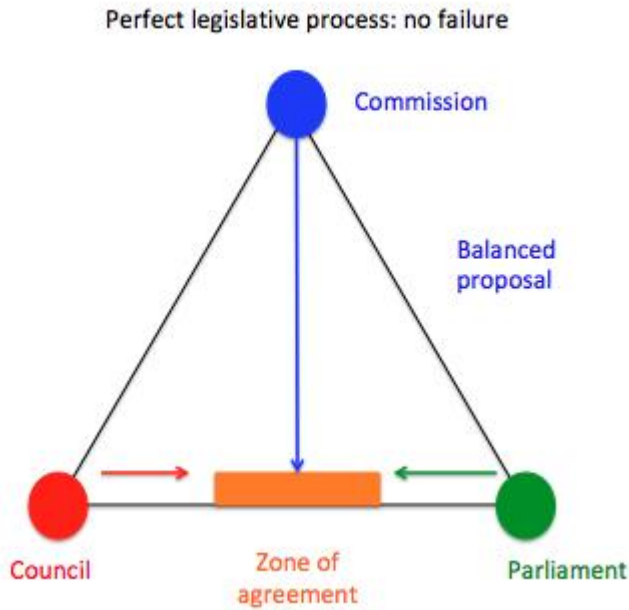 Perfect legislative process: no failure
Commission
Balanced
proposal
Council
Zone of
agreement
Parliament